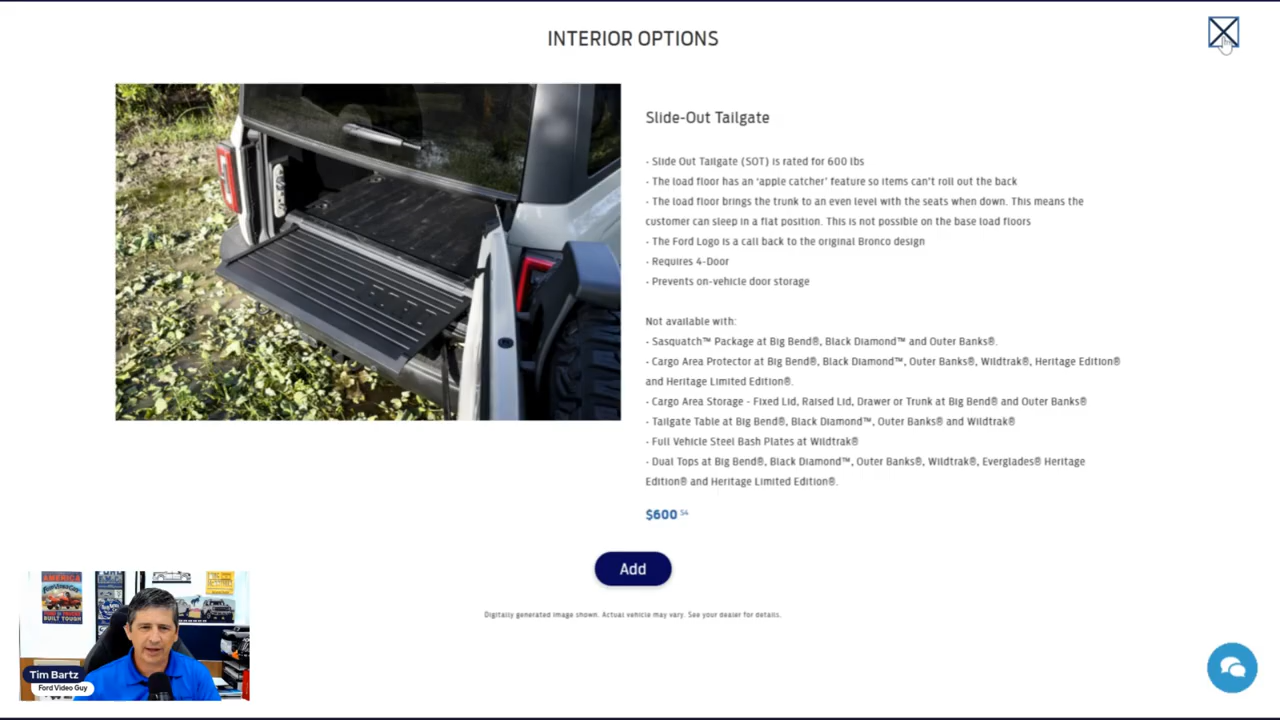 INTERIOR OPTIONS
Slide-Out Tailgate
· Slide Out Tailgate (SOT) is rated for 600 lbs
· The load floor has an 'apple catcher' feature so items can't roll out the back
· The load floor brings the trunk to an even level with the seats when down. This means the
customer can sleep in a flat position. This is not possible on the base load floors
· The Ford Logo is a call back to the original Bronco design
· Requires 4-Door
· Prevents on-vehicle door storage
Not available with:
· Sasquatch™ Package at Big Bend®, Black Diamond™ and Outer Banks®.
· Cargo Area Protector at Big Bend®, Black Diamond™, Outer Banks®, Wildtrak®, Heritage Edition®
and Heritage Limited Edition®.
· Cargo Area Storage - Fixed Lid, Raised Lid, Drawer or Trunk at Big Bend® and Outer Banks®
· Tailgate Table at Big Bend®, Black Diamond™, Outer Banks® and Wildtrak®
· Full Vehicle Steel Bash Plates at Wildtrak®
· Dual Tops at Big Bend®, Black Diamond™, Outer Banks®, Wildtrak®, Everglades® Heritage
Edition® and Heritage Limited Edition®.
$600 54
Add
Digitally generated image shown. Actual vehicle may vary. See your dealer for details.
AMERICA
BUILT TOUGH
Tim Bartz
Ford Video Guy